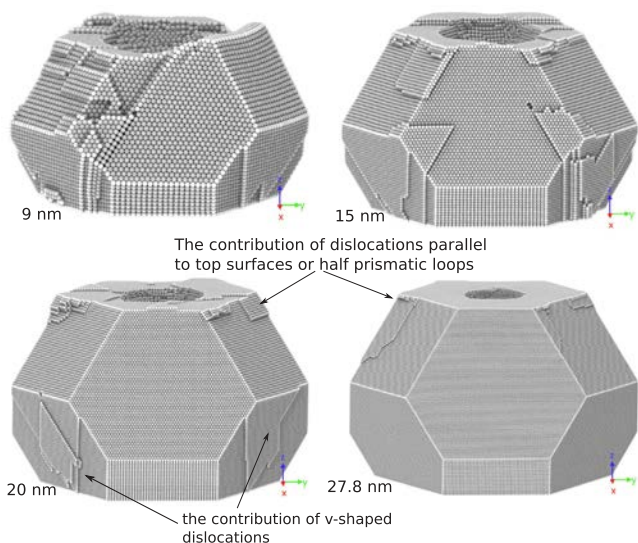 9 nm
z
y
x
15 nm
z
y
x
The contribution of dislocations parallel
to top surfaces or half prismatic loops
20 nm
z
y
x
27.8 nm
z
y
x
the contribution of v-shaped
dislocations